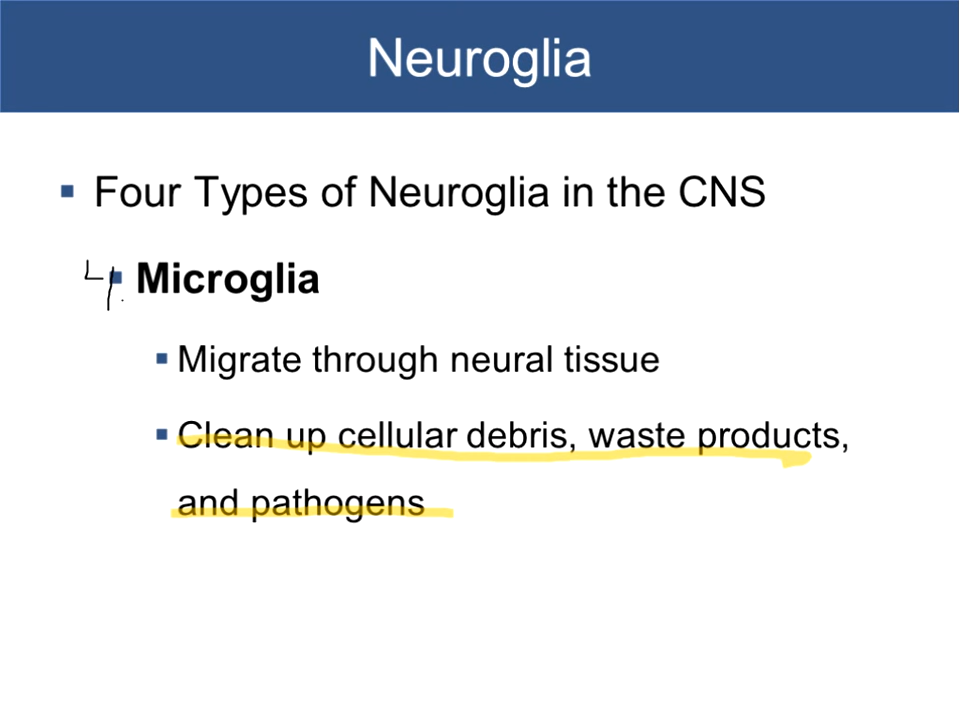 Neuroglia
Four Types of Neuroglia in the CNS
4. Microglia
Migrate through neural tissue
Clean up cellular debris, waste products,
and pathogens